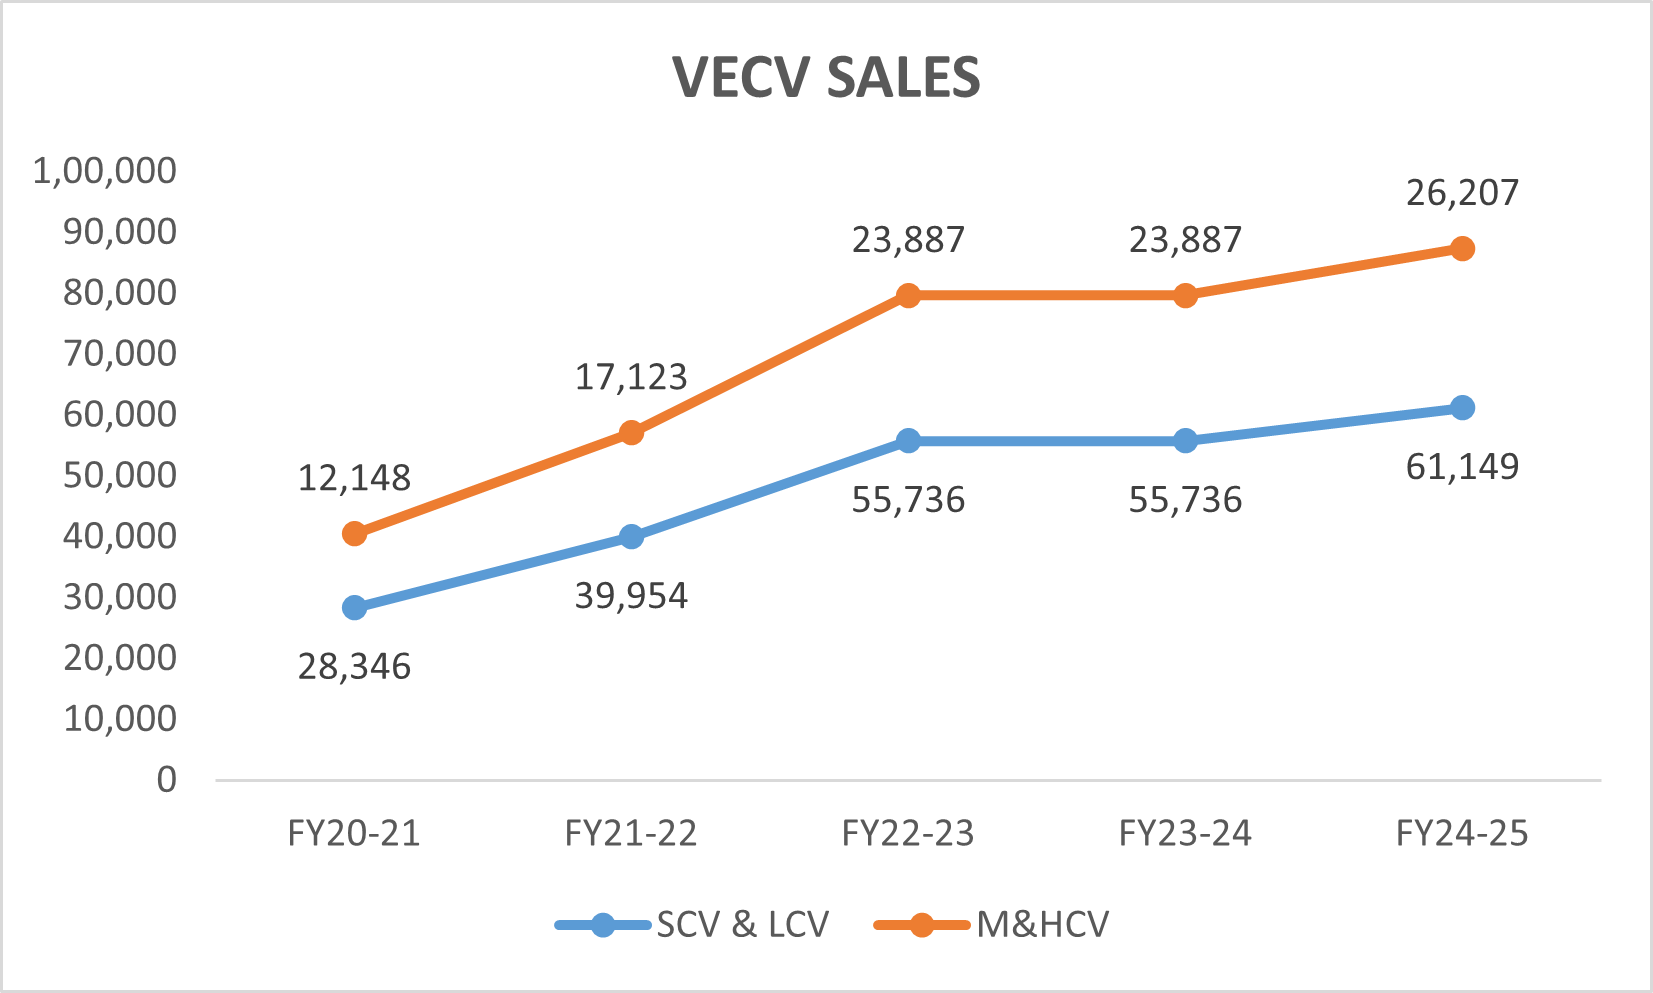 VECV SALES
1,00,000
90,000
80,000
70,000
60,000
50,000
40,000
30,000
20,000
10,000
0
12,148
17,123
23,887
23,887
26,207
28,346
39,954
55,736
55,736
61,149
FY20-21
FY21-22
FY22-23
FY23-24
FY24-25
SCV & LCV
M&HCV